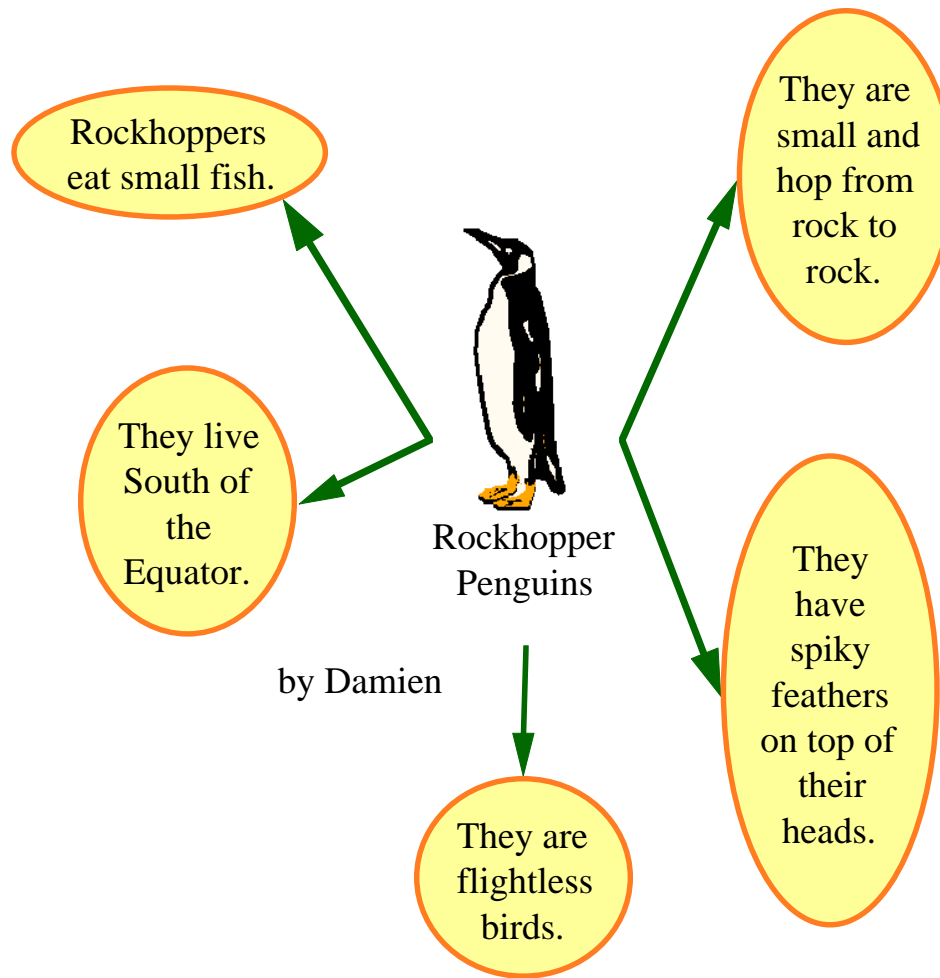 Rockhoppers
eat small fish.
They are
small and
hop from
rock to
rock.
They live
South of
the
Equator.
Rockhopper
Penguins
They
have
spiky
feathers
on top of
their
heads.
by Damien
They are
flightless
birds.